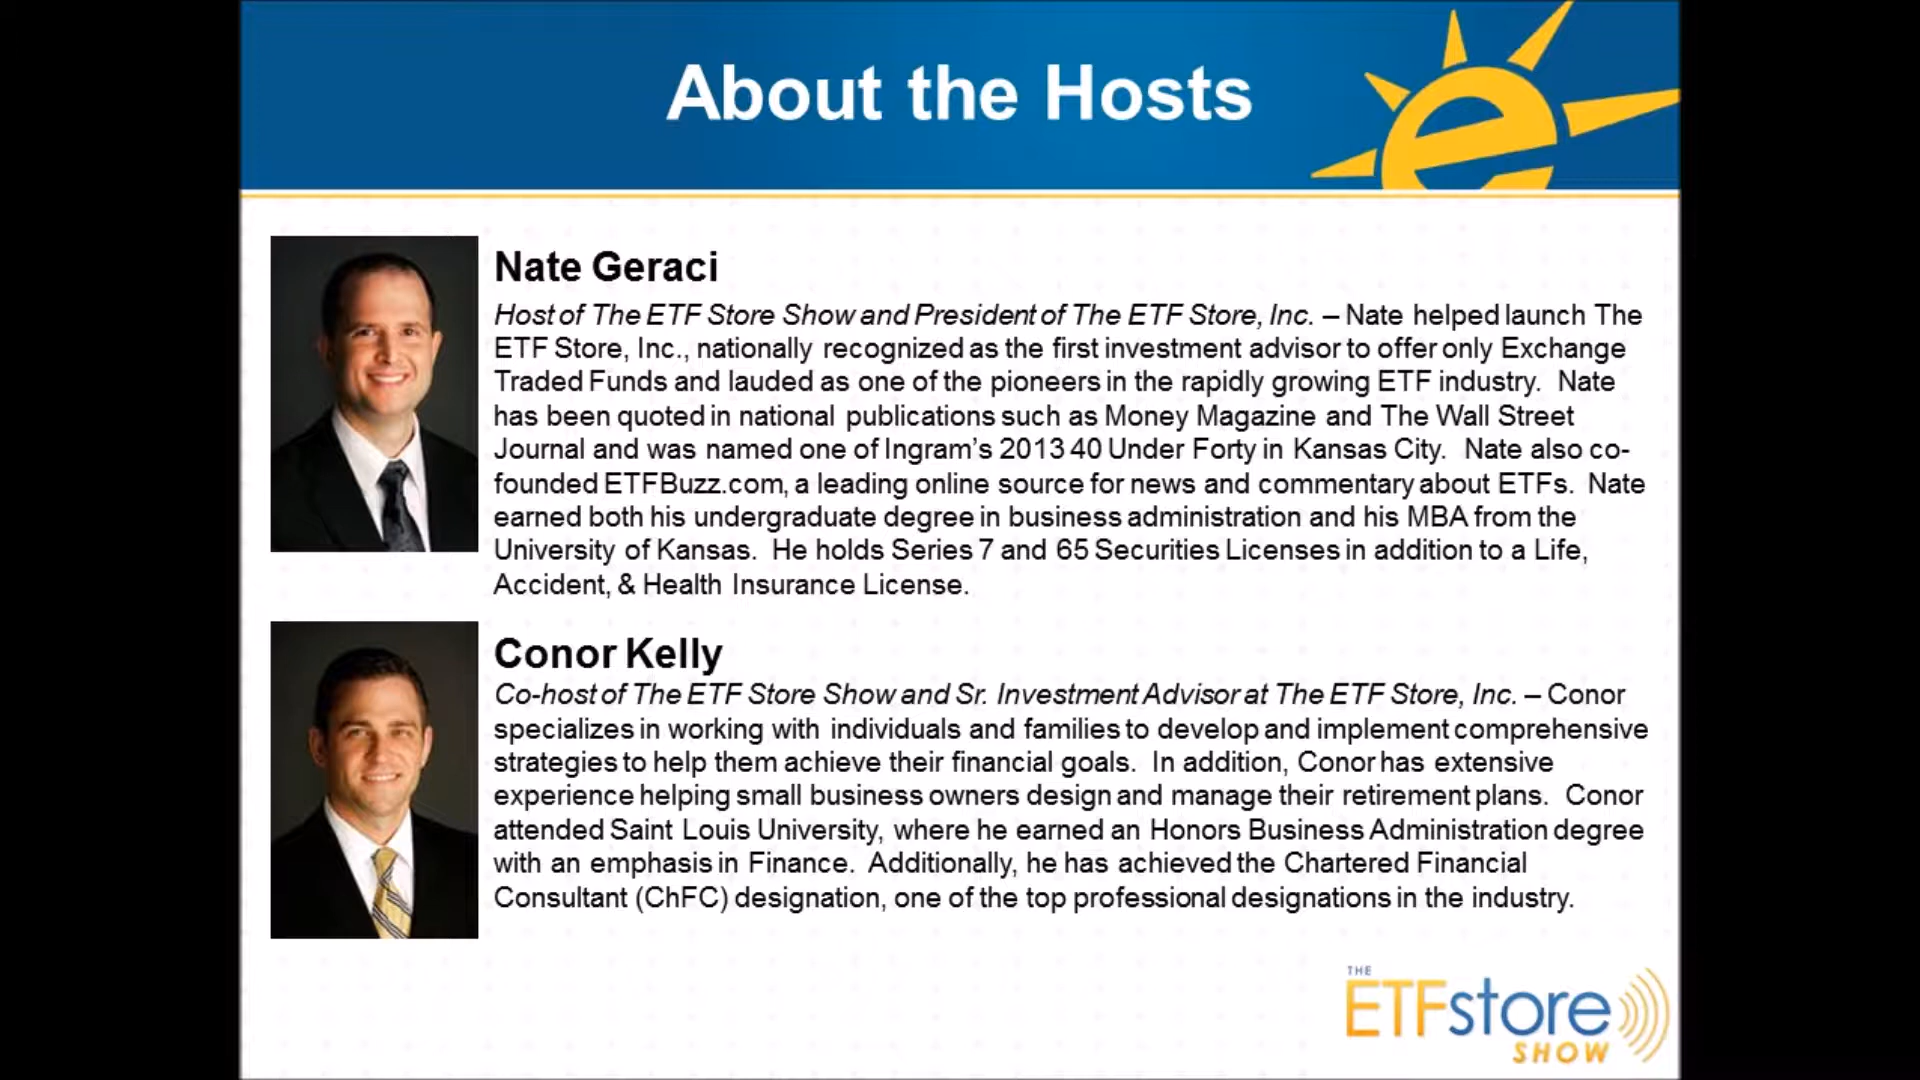 About the Hosts
Nate Geraci
Host of The ETF Store Show and President of The ETF Store, Inc. – Nate helped launch The
ETF Store, Inc., nationally recognized as the first investment advisor to offer only Exchange
Traded Funds and lauded as one of the pioneers in the rapidly growing ETF industry.  Nate
has been quoted in national publications such as Money Magazine and The Wall Street
Journal and was named one of Ingram’s 2013 40 Under Forty in Kansas City.  Nate also co-
founded ETFBuzz.com, a leading online source for news and commentary about ETFs.  Nate
earned both his undergraduate degree in business administration and his MBA from the
University of Kansas.  He holds Series 7 and 65 Securities Licenses in addition to a Life,
Accident, & Health Insurance License.
Conor Kelly
Co-host of The ETF Store Show and Sr. Investment Advisor at The ETF Store, Inc. – Conor
specializes in working with individuals and families to develop and implement comprehensive
strategies to help them achieve their financial goals.  In addition, Conor has extensive
experience helping small business owners design and manage their retirement plans.  Conor
attended Saint Louis University, where he earned an Honors Business Administration degree
with an emphasis in Finance.  Additionally, he has achieved the Chartered Financial
Consultant (ChFC) designation, one of the top professional designations in the industry.
THE
ETFstore
SHOW